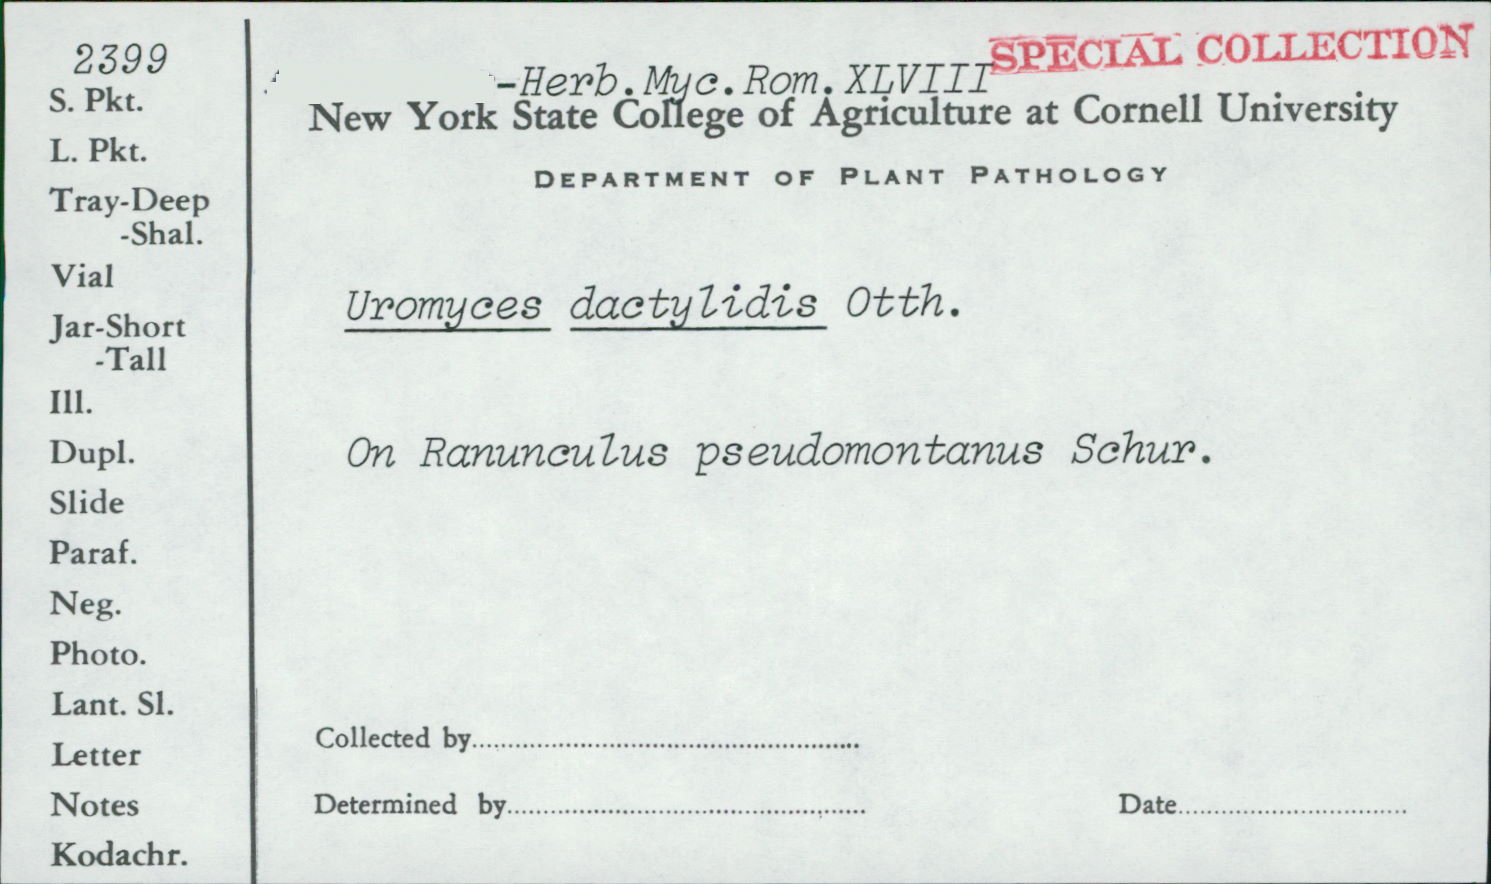 2399
S. Pkt.
L. Pkt.
Tray-Deep
-Shal.
Vial
Jar-Short
-Tall
Ill.
Dupl.
Slide
Paraf.
Neg.
Photo.
Lant. Sl.
Letter
Notes
Kodachr.
SPECIAL COLLECTION
-Herb.Myc.Rom.XLVIII
New York State College of Agriculture at Cornell University
DEPARTMENT OF PLANT PATHOLOGY
Uromyces dactylidis Otth.
On Ranunculus pseudomontanus Schur.
Collected by
Determined by
Date